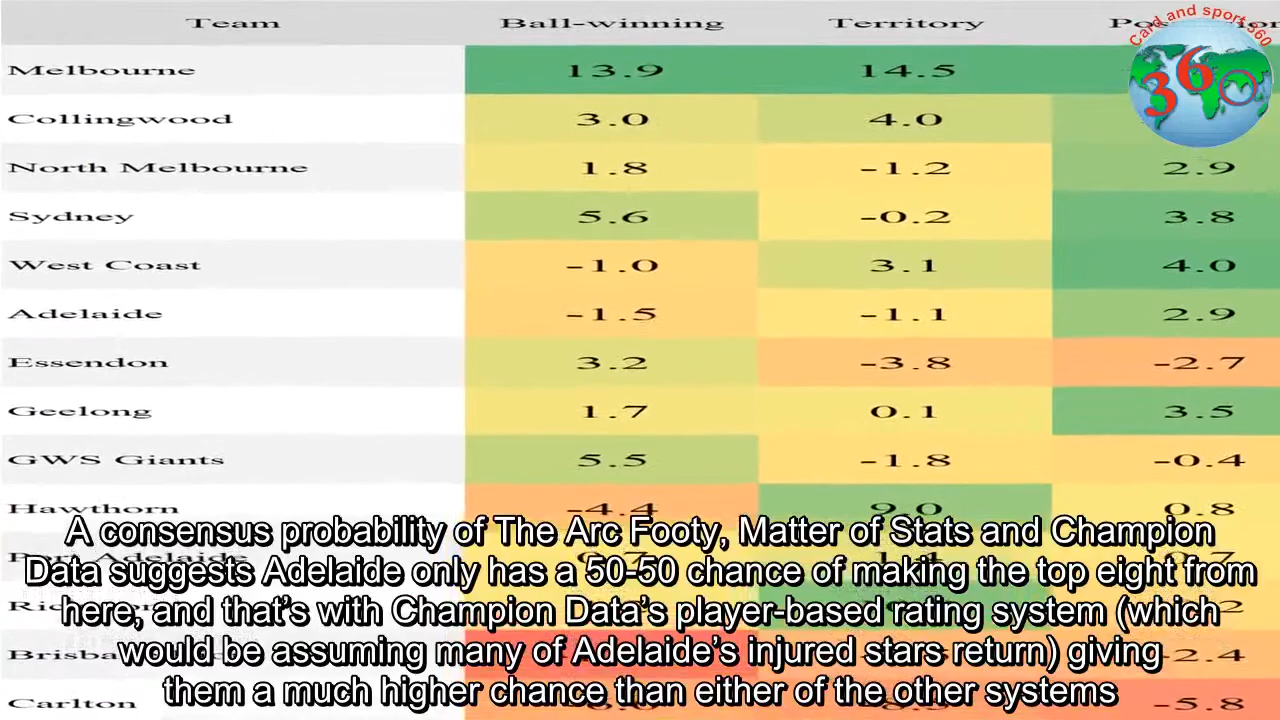 Team Ball-winning Territory
Card and sport 360
360
Melbourne 13.9 14.5
Collingwood 3.0 4.0
North Melbourne 1.8 -1.2 2.9
Sydney 5.6 -0.2 3.8
West Coast -1.0 3.1 4.0
Adelaide -1.5 -1.1 2.9
Essendon 3.2 -3.8 -2.7
Geelong 1.7 0.1 3.5
GWS Giants 5.5 -1.8 -0.4
Hawthorn -4.4 9.0 0.8
Carlton -5.8
A consensus probability of The Arc Footy, Matter of Stats and Champion
Data suggests Adelaide only has a 50-50 chance of making the top eight from
here, and that's with Champion Data's player-based rating system (which
would be assuming many of Adelaide's injured stars return) giving
them a much higher chance than either of the other systems